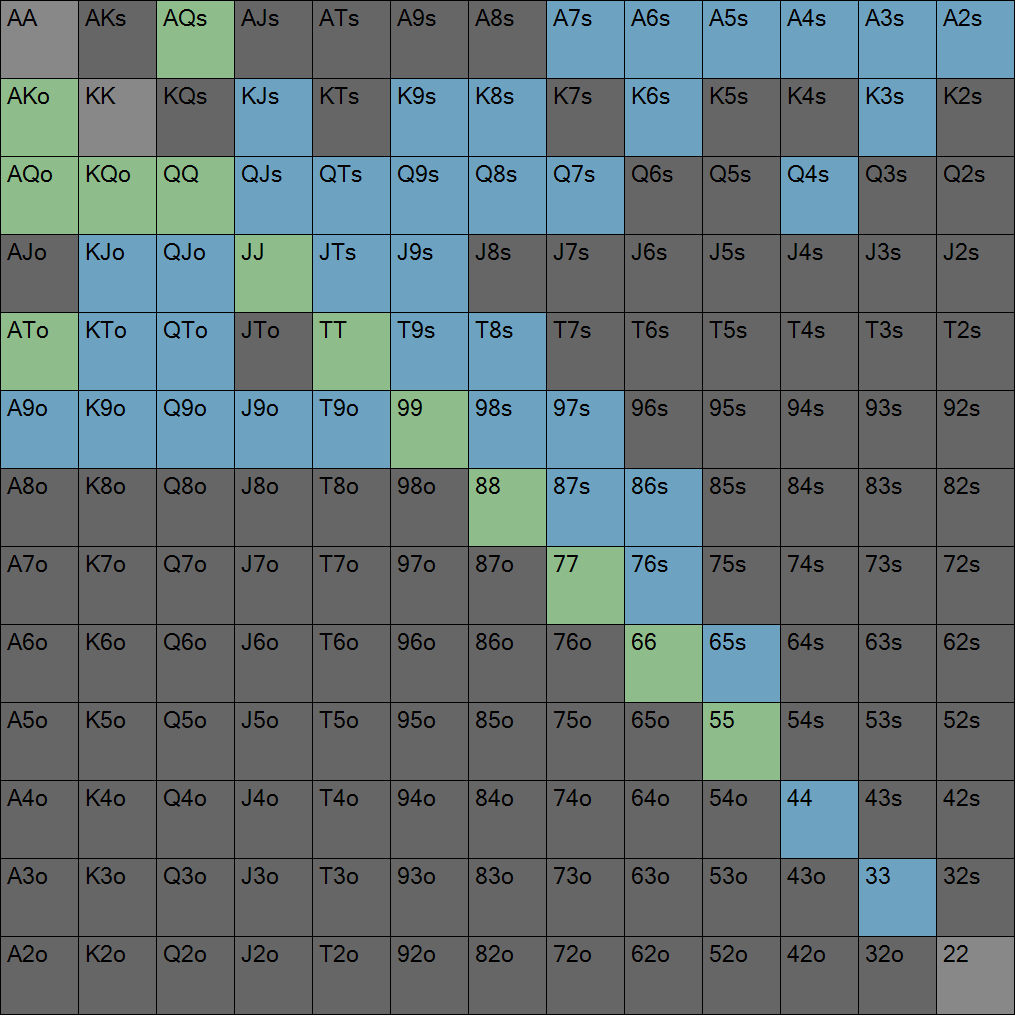 AA AKs AQs AJs ATs A9s A8s A7s A6s A5s A4s A3s A2s
AKo KK KQs KJs KTs K9s K8s K7s K6s K5s K4s K3s K2s
AQo KQo QQ QJs QTs Q9s Q8s Q7s Q6s Q5s Q4s Q3s Q2s
AJo KJo QJo JJ JTs J9s J8s J7s J6s J5s J4s J3s J2s
ATo KTo QTo JTo TT T9s T8s T7s T6s T5s T4s T3s T2s
A9o K9o Q9o J9o T9o 99 98s 97s 96s 95s 94s 93s 92s
A8o K8o Q8o J8o T8o 98o 88 87s 86s 85s 84s 83s 82s
A7o K7o Q7o J7o T7o 97o 87o 77 76s 75s 74s 73s 72s
A6o K6o Q6o J6o T6o 96o 86o 76o 66 65s 64s 63s 62s
A5o K5o Q5o J5o T5o 95o 85o 75o 65o 55 54s 53s 52s
A4o K4o Q4o J4o T4o 94o 84o 74o 64o 54o 44 43s 42s
A3o K3o Q3o J3o T3o 93o 83o 73o 63o 53o 43o 33 32s
A2o K2o Q2o J2o T2o 92o 82o 72o 62o 52o 42o 32o 22